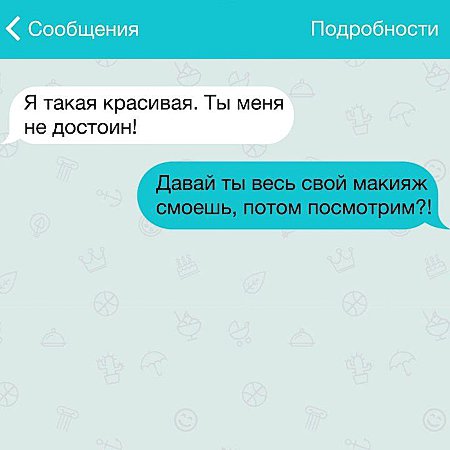 Сообщения
Подробности
Я такая красивая. Ты меня
не достоин!
Давай ты весь свой макияж
смоешь, потом посмотрим?!